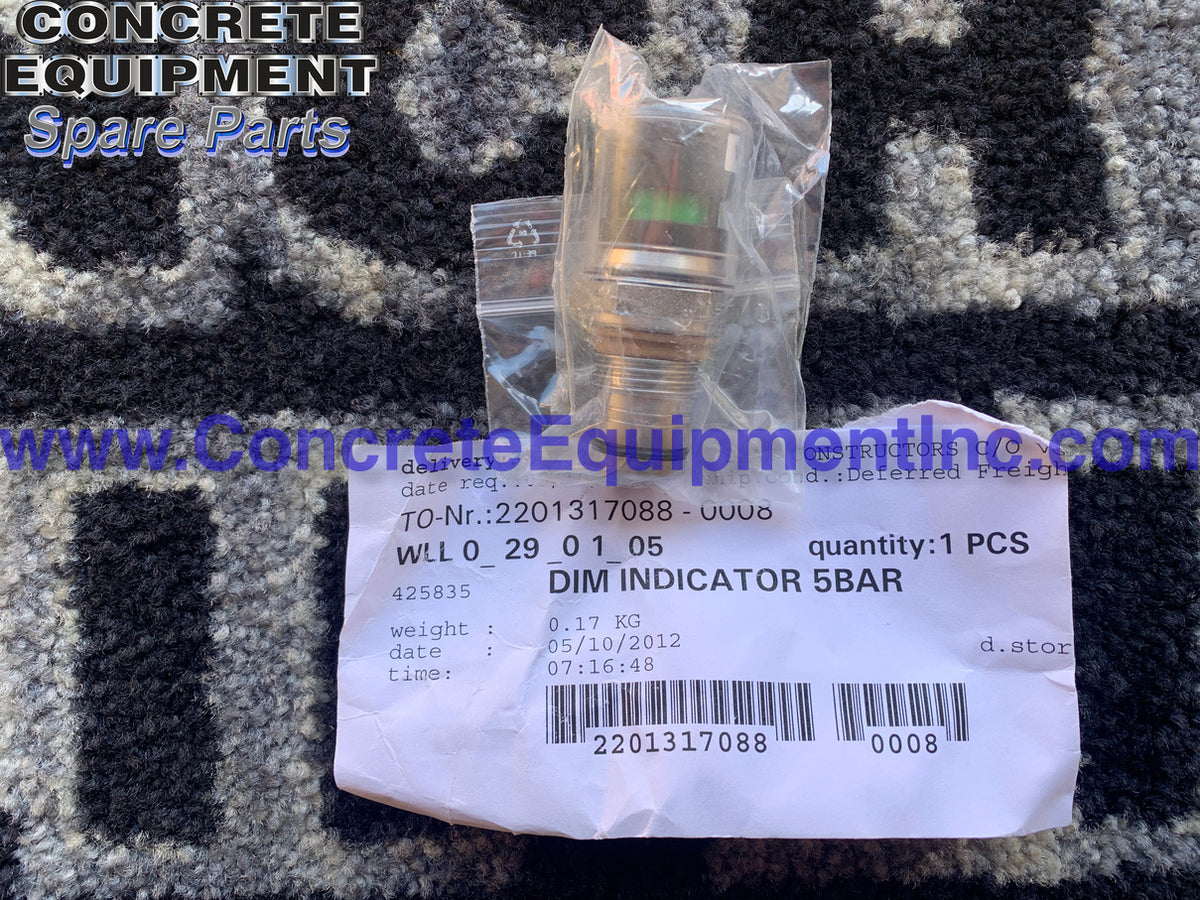 CONCRETE
EQUIPMENT
Spare Parts
www.ConcreteEquipmentInc.com
delivery ONSTRUCTORS C/O
date req... cond.:Deferred Freigh
TO-Nr.:2201317088 - 0008
WLL 0_ 29 _0 1_05 quantity:1 PCS
425835 DIM INDICATOR 5BAR
weight : 0.17 KG
date : 05/10/2012 d.stor
time: 07:16:48
2201317088 0008